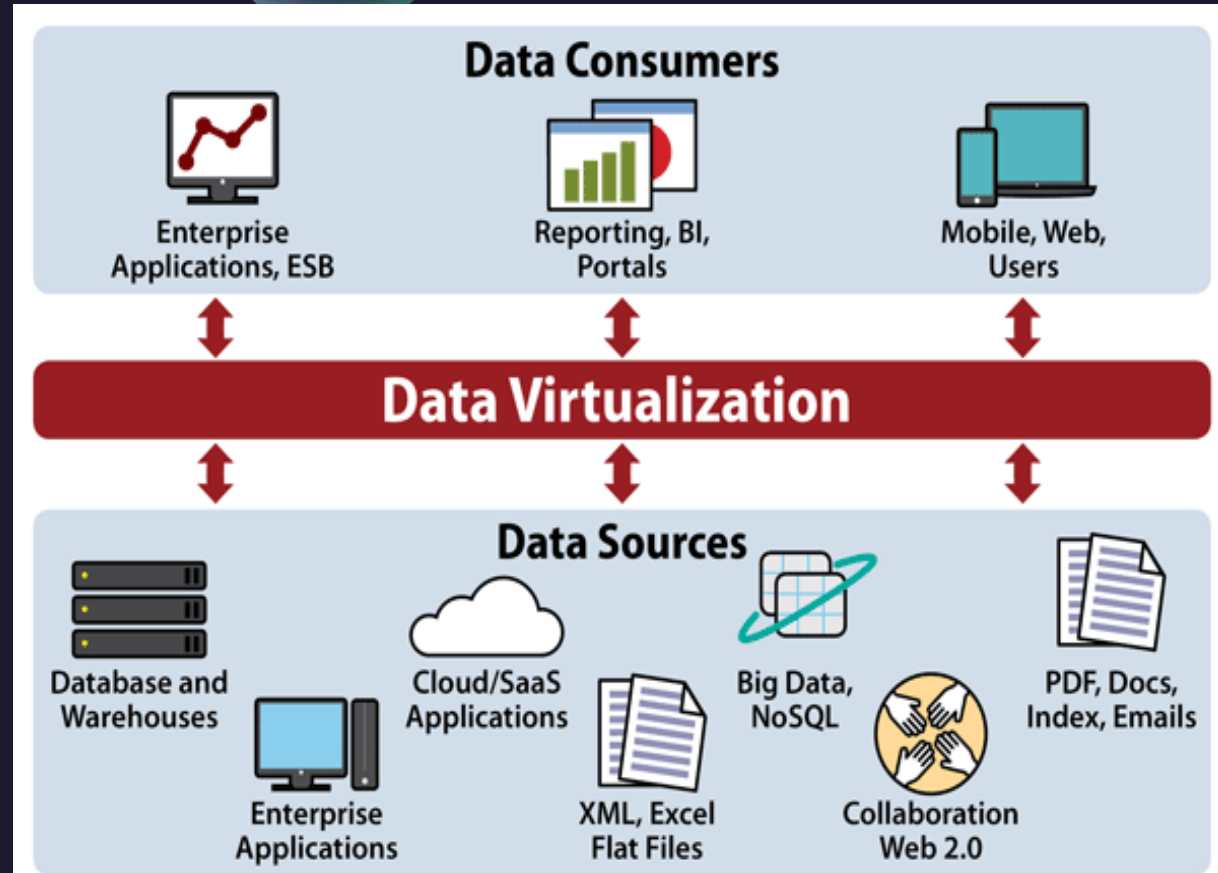 Data Consumers
Enterprise
Applications, ESB
Reporting, BI,
Portals
Mobile, Web,
Users
Data Virtualization
Data Sources
Database and
Warehouses
Enterprise
Applications
Cloud/SaaS
Applications
XML, Excel
Flat Files
Big Data,
NoSQL
Collaboration
Web 2.0
PDF, Docs,
Index, Emails